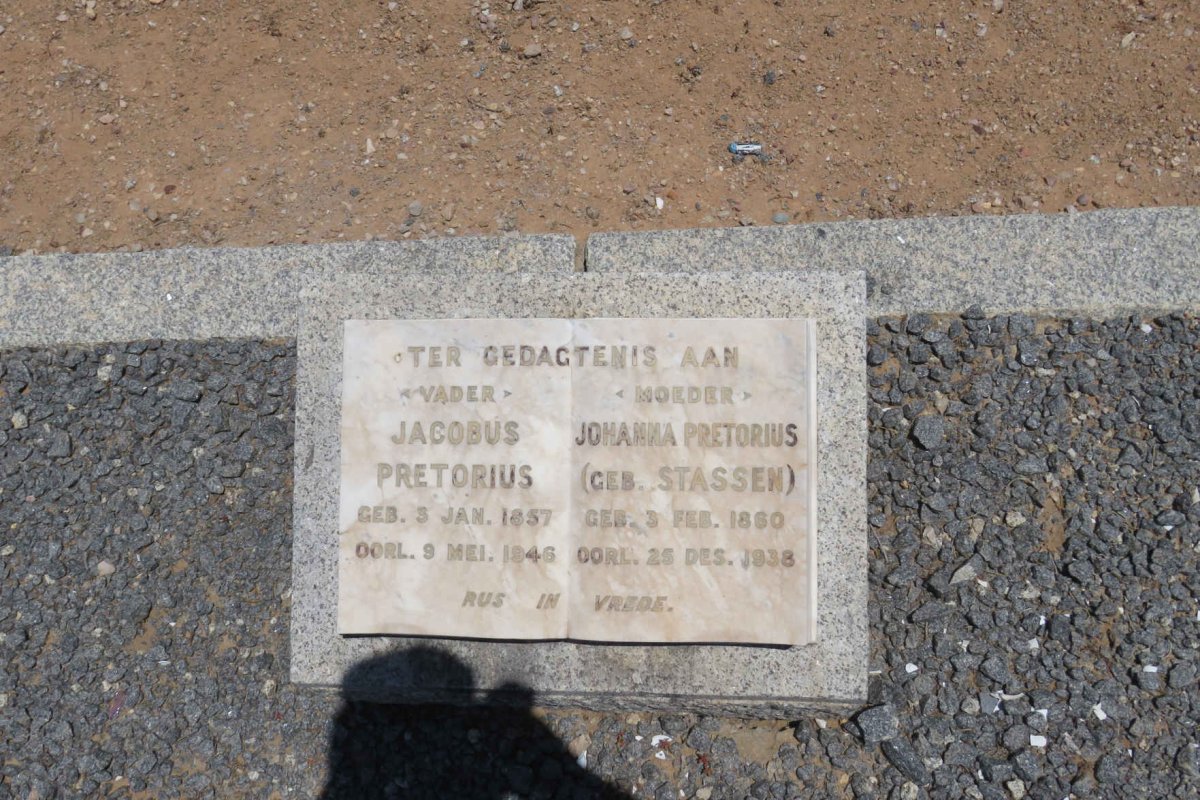 TER GEDAGTENIS AAN
VADER
JACOBUS
PRETORIUS
GEB. 3 JAN. 1857
OORL. 9 MEI. 1946
MOEDER
JOHANNA PRETORIUS
(GEB. STASSEN)
GEB. 3 FEB. 1860
OORL. 25 DES. 1938
RUS IN VREDE.